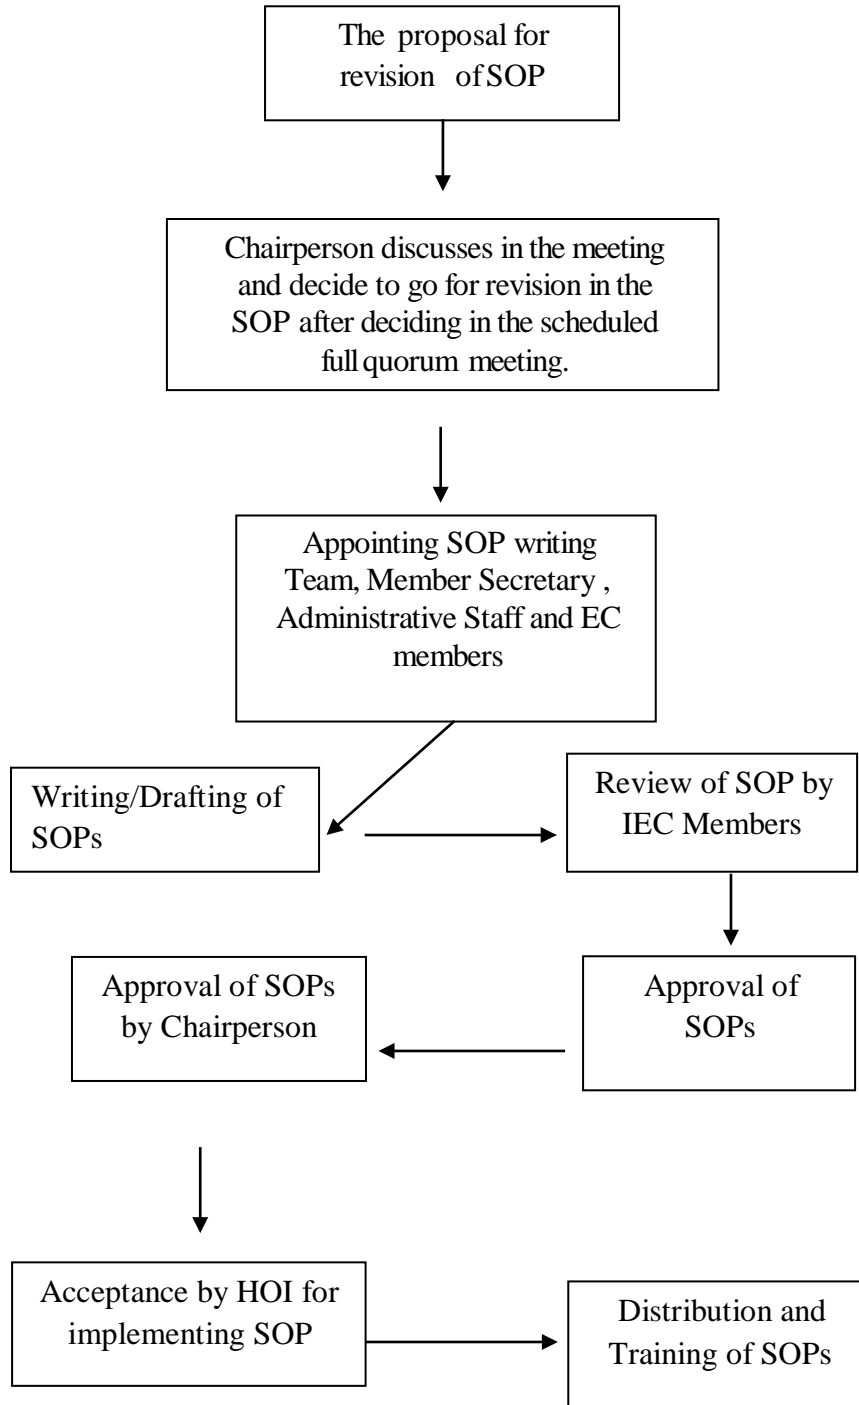 The proposal for
revision of SOP
Chairperson discusses in the meeting
and decide to go for revision in the
SOP after deciding in the scheduled
full quorum meeting.
Appointing SOP writing
Team, Member Secretary ,
Administrative Staff and EC
members
Writing/Drafting of
SOPs
Review of SOP by
IEC Members
Approval of SOPs
by Chairperson
Approval of
SOPs
Acceptance by HOI for
implementing SOP
Distribution and
Training of SOPs